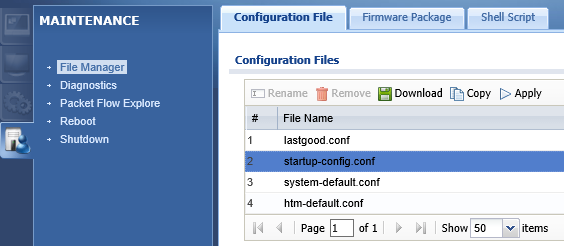 MAINTENANCE
File Manager
Diagnostics
Packet Flow Explore
Reboot
Shutdown
Configuration File Firmware Package Shell Script
Configuration Files
Rename Remove Download Copy Apply
# File Name
1 lastgood.conf
2 startup-config.conf
3 system-default.conf
4 htm-default.conf
Page 1 of 1 Show 50 items